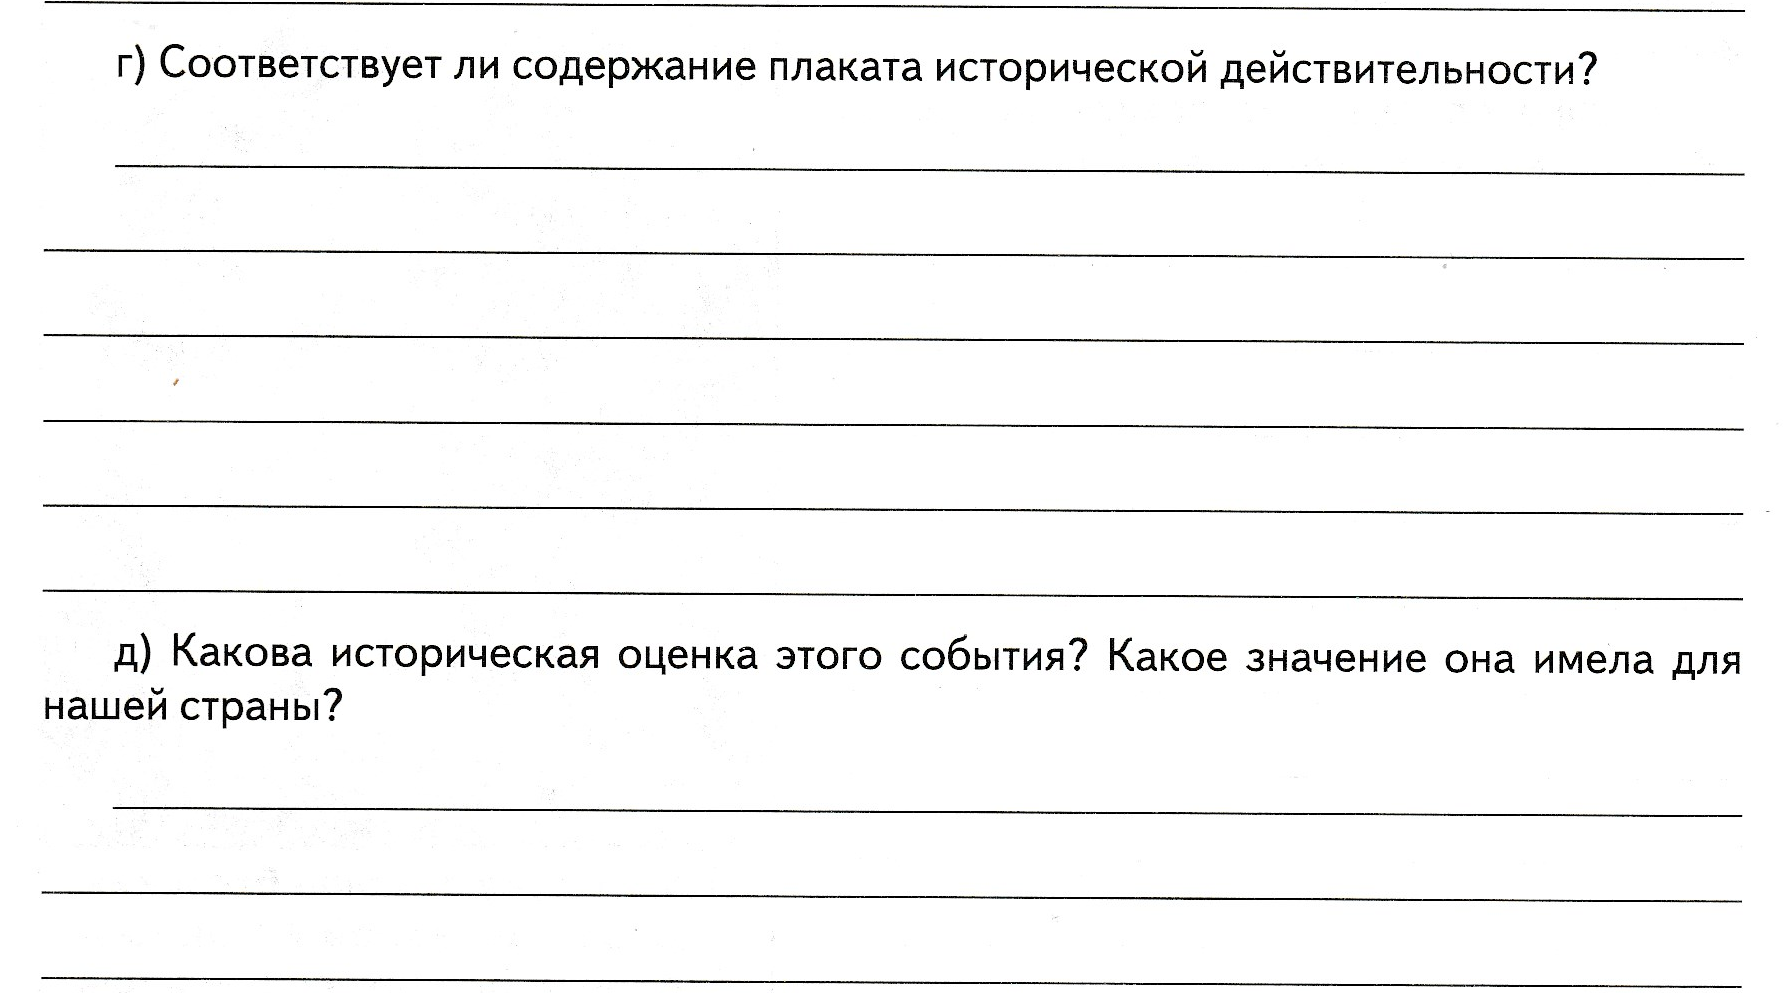 г) Соответствует ли содержание плаката исторической действительности?
д) Какова историческая оценка этого события? Какое значение она имела для
нашей страны?